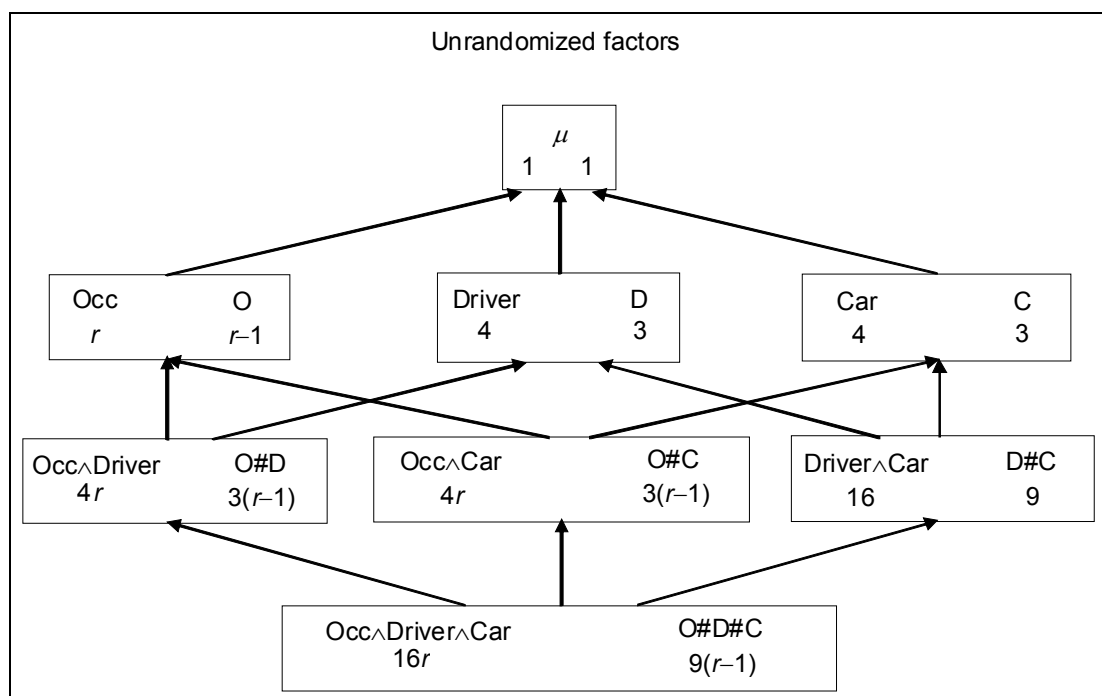 Unrandomized factors
μ
1 1
Occ O
r r–1
Driver D
4 3
Car C
4 3
Occ∧Driver O#D
4r 3(r–1)
Occ∧Car O#C
4r 3(r–1)
Driver∧Car D#C
16 9
Occ∧Driver∧Car O#D#C
16r 9(r–1)